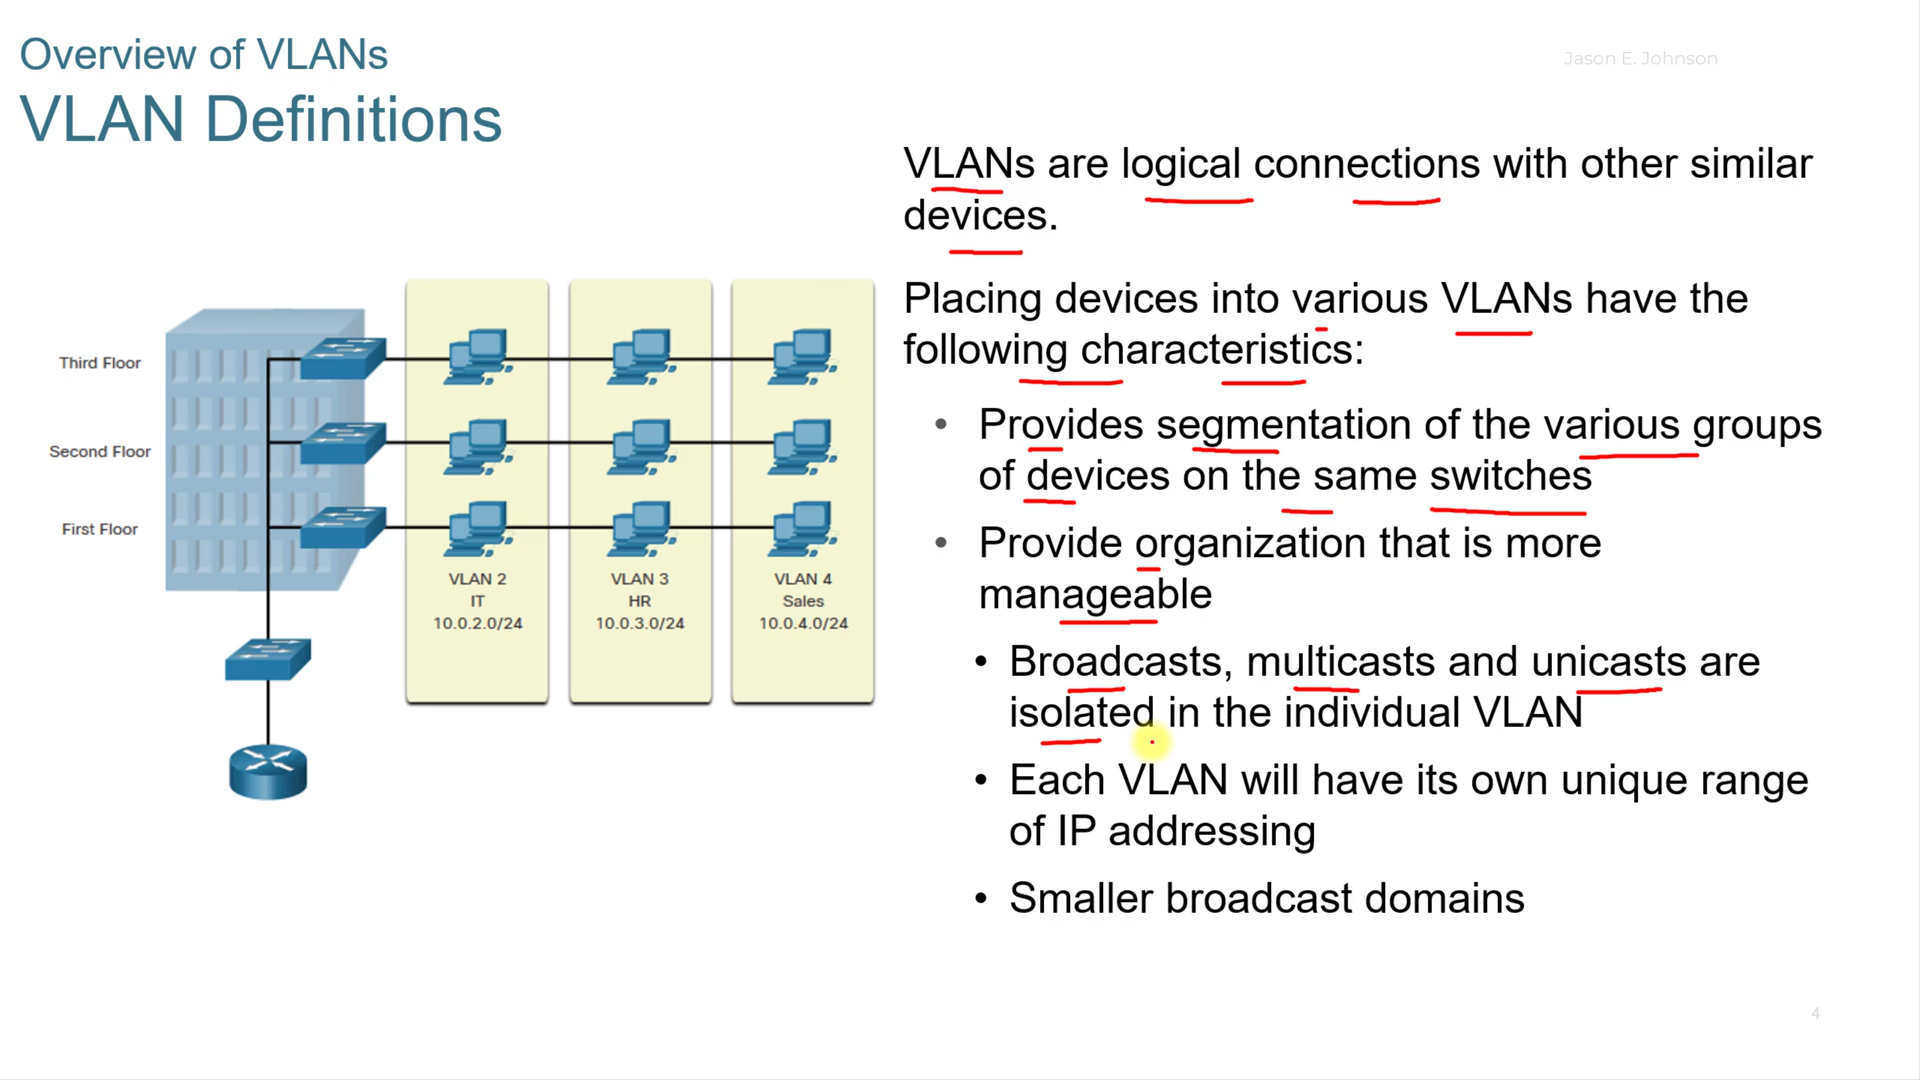 Overview of VLANs
VLAN Definitions
Jason E. Johnson
VLANs are logical connections with other similar
devices.
Placing devices into various VLANs have the
following characteristics:
• Provides segmentation of the various groups
of devices on the same switches
• Provide organization that is more
manageable
• Broadcasts, multicasts and unicasts are
isolated in the individual VLAN
• Each VLAN will have its own unique range
of IP addressing
• Smaller broadcast domains
Third Floor
Second Floor
First Floor
VLAN 2
IT
10.0.2.0/24
VLAN 3
HR
10.0.3.0/24
VLAN 4
Sales
10.0.4.0/24
4